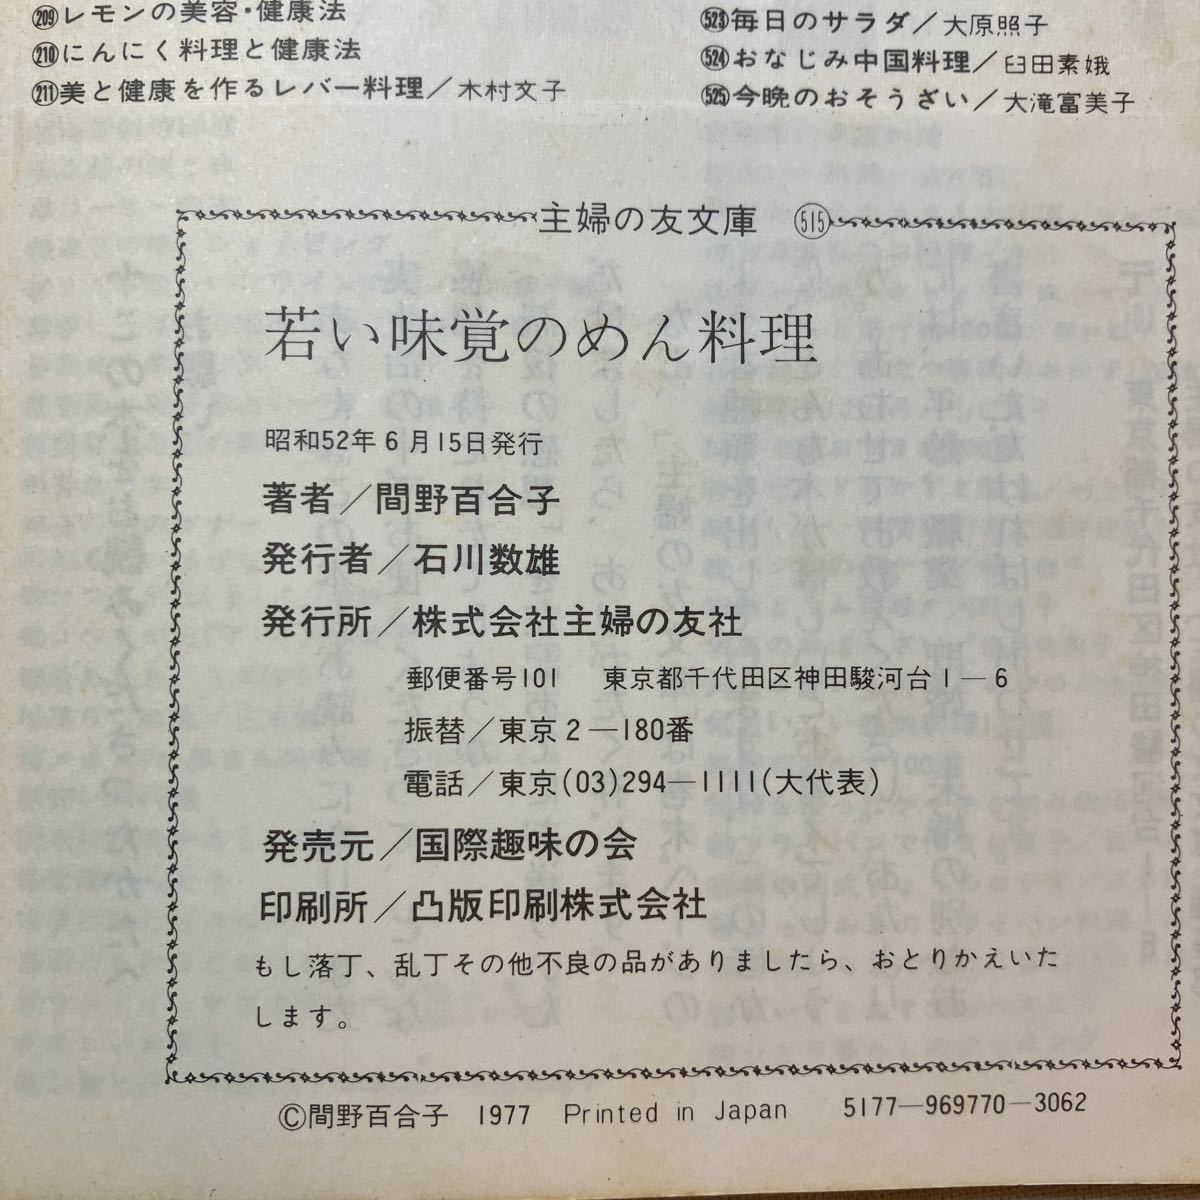 209レモンの美容・健康法
210にんにく料理と健康法
211美と健康を作るレバー料理/木村文子
523毎日のサラダ/大原照子
524おなじみ中国料理/臼田素娥
525今晩のおそうざい/大滝富美子
主婦の友文庫 515
若い味覚のめん料理
昭和52年6月15日発行
著者/間野百合子
発行者/石川数雄
発行所/株式会社主婦の友社
郵便番号101 東京都千代田区神田駿河台1-6
振替/東京2-180番
電話/東京(03)294-1111(大代表)
発売元/国際趣味の会
印刷所/凸版印刷株式会社
もし落丁、乱丁その他不良の品がありましたら、おとりかえいた
します。
©間野百合子 1977 Printed in Japan 5177-969770-3062